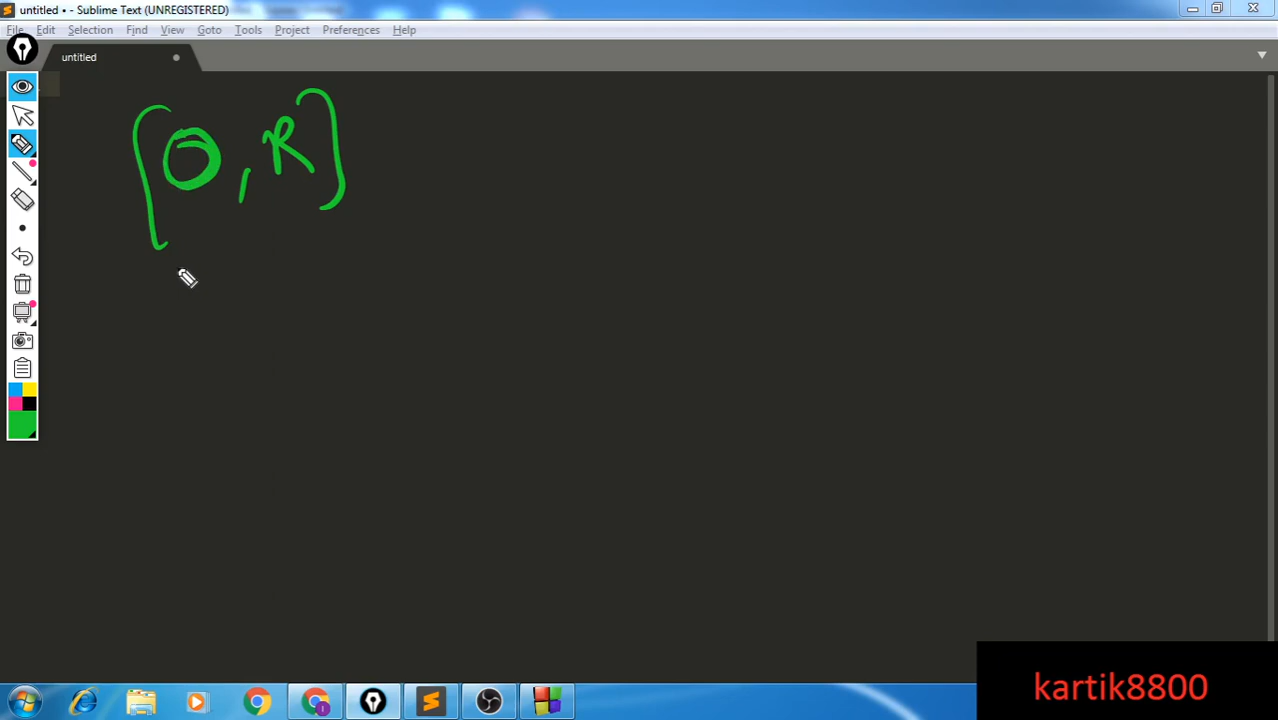 untitled • - Sublime Text (UNREGISTERED)
File Edit Selection Find View Goto Tools Project Preferences Help
untitled
[0, R]
kartik8800